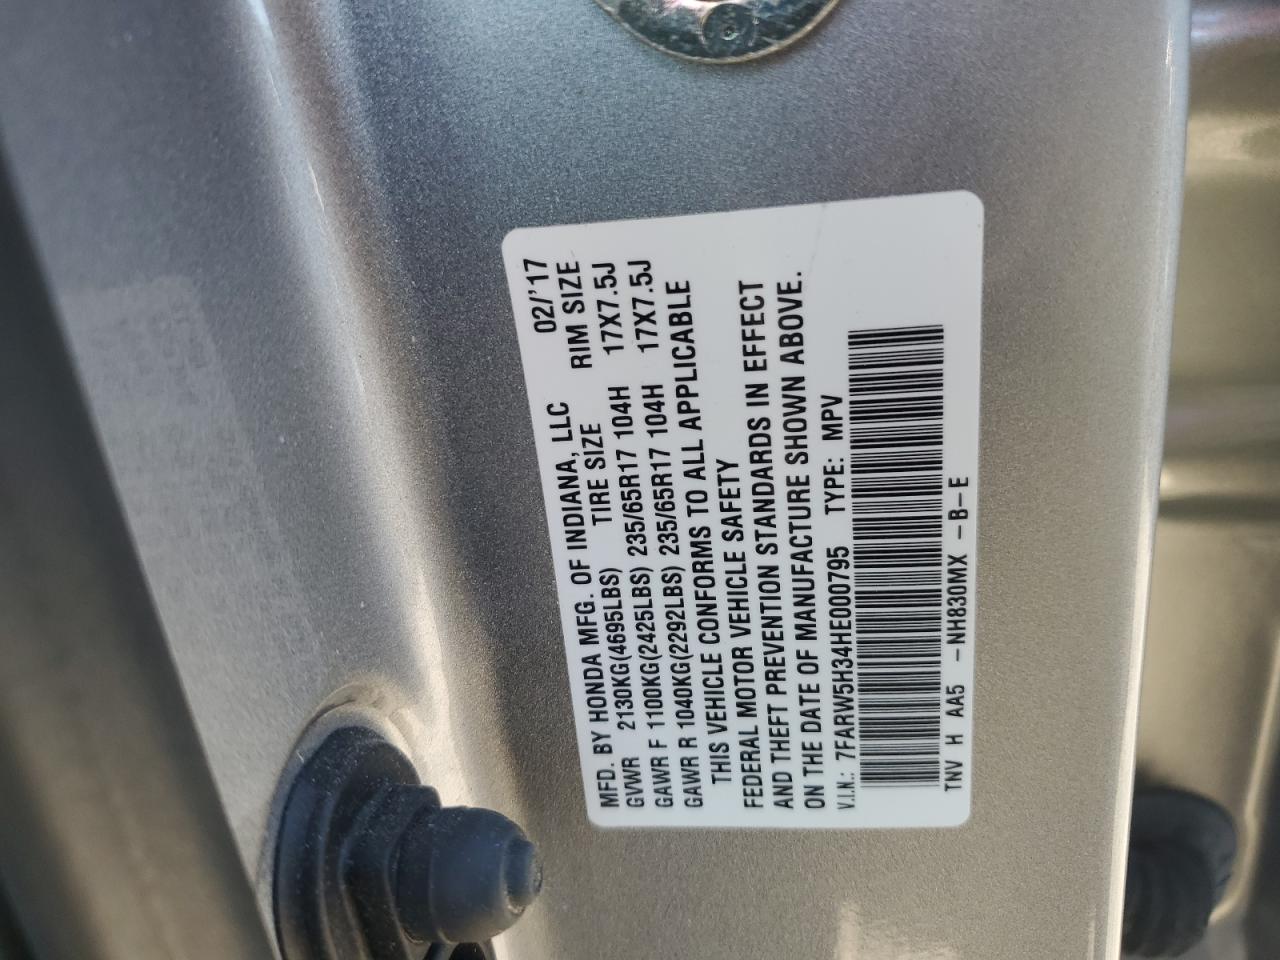 MFD. BY HONDA MFG. OF INDIANA, LLC 02/'17
GVWR 2130KG(4695LBS) TIRE SIZE RIM SIZE
GAWR F 1100KG(2425LBS) 235/65R17 104H 17X7.5J
GAWR R 1040KG(2292LBS) 235/65R17 104H 17X7.5J
THIS VEHICLE CONFORMS TO ALL APPLICABLE
FEDERAL MOTOR VEHICLE SAFETY
AND THEFT PREVENTION STANDARDS IN EFFECT
ON THE DATE OF MANUFACTURE SHOWN ABOVE.
V.I.N.: 7FARW5H34HE000795 TYPE: MPV
TNV H AA5 -NH830MX -B-E